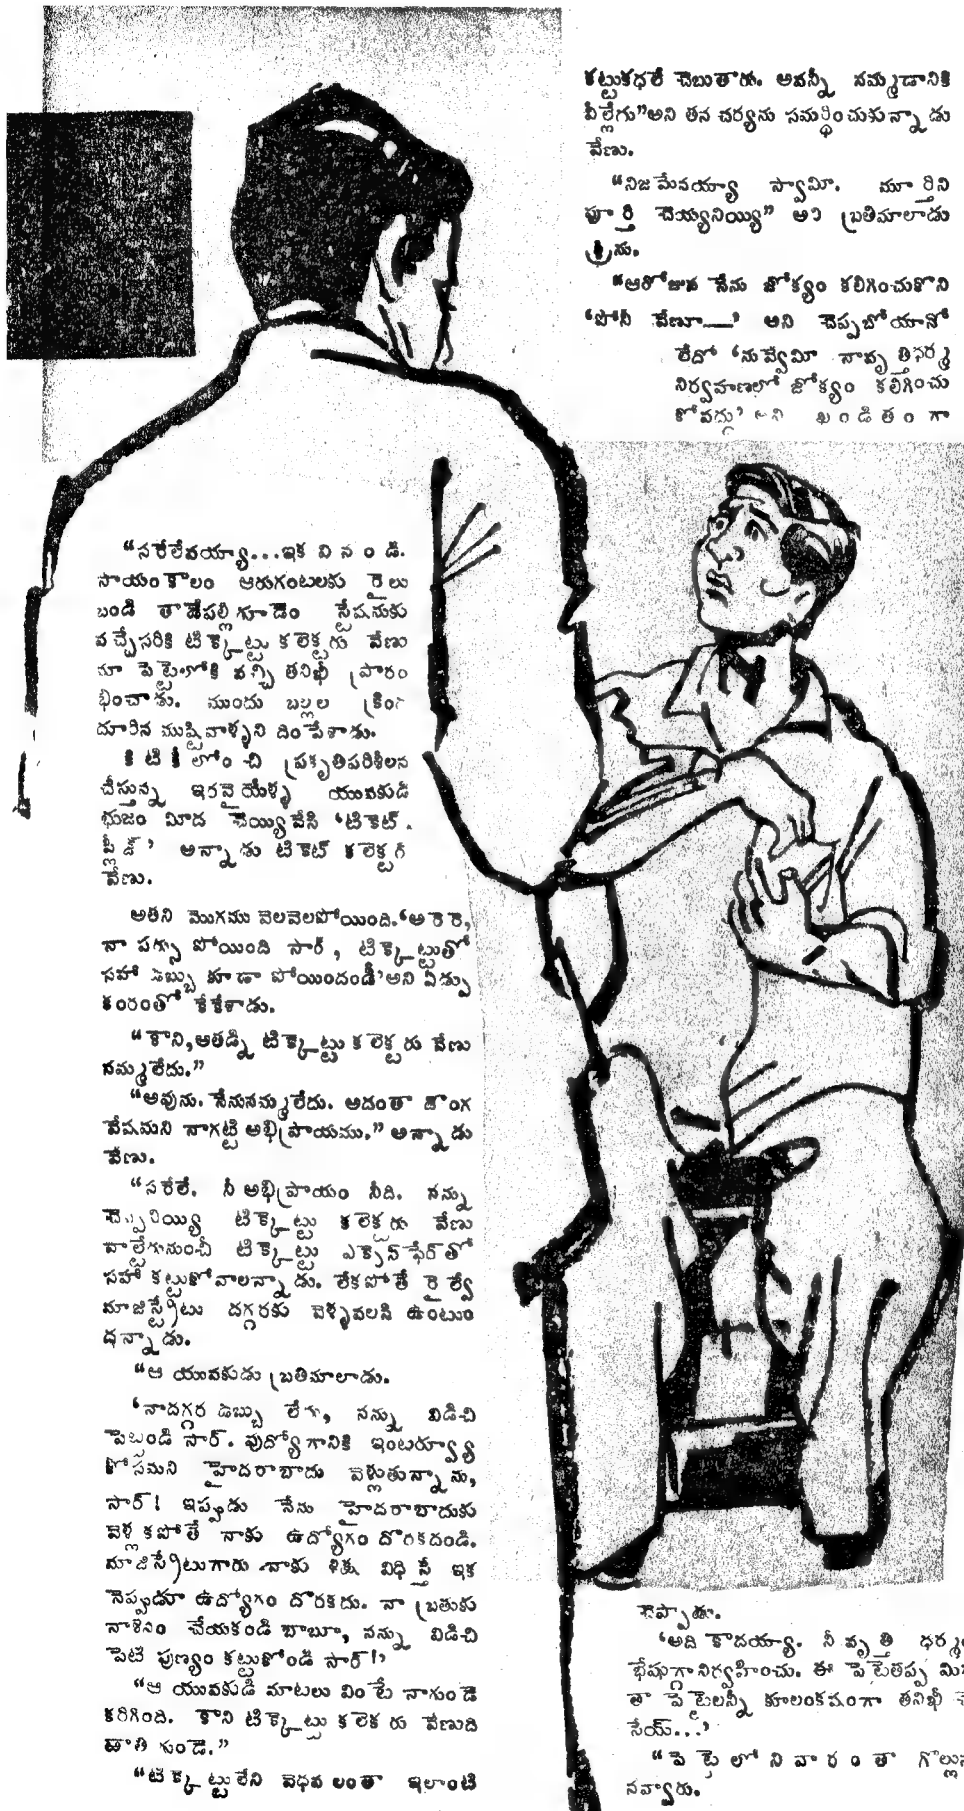 “సరేలేవయ్యా...ఇక వినండి.
సాయంకాలం ఆరుగంటలకు రైలు
బండి తాడేపల్లిగూడెం స్టేషనుకు
వచ్చేసరికి టిక్కెట్టు కలెక్టరు వేణు
మా పెట్టెలోకి వచ్చి తనిఖీ ప్రారం
భించాడు. ముందు బల్లల క్రింద
దూరిన ముష్టివాళ్ళని దింపేశాడు.
కిటికీలోంచి ప్రకృతిపరిశీలన
చేస్తున్న ఇరవైయేళ్ళ యువకుడి
భుజం మీద చెయ్యివేసి ‘టికెట్.
ప్లీజ్’ అన్నాడు టికెట్ కలెక్టర్
వేణు.
అతని మొగము వెలవెలపోయింది.‘అరెరె,
నా పర్సు పోయింది సార్, టిక్కెట్టుతో
సహా డబ్బు కూడా పోయిందండీ’అని ఏడ్పు
కంఠంతో కేకేశాడు.
“కాని,అతడ్ని టిక్కెట్టు కలెక్టరు వేణు
నమ్మలేదు.”
“అవును. నేనునమ్మలేదు. అదంతా దొంగ
వేషమని నాగట్టి అభిప్రాయము.” అన్నాడు
వేణు.
“సరేలే. నీ అభిప్రాయం నీది. నన్ను
చెప్పనియ్యి టిక్కెట్టు కలెక్టరు వేణు
వాల్తేరునుంచీ టిక్కెట్టు ఎక్సెస్ ఫేర్‌తో
సహా కట్టుకోవాలన్నాడు. లేకపోతే రైల్వే
మాజిస్ట్రేటు దగ్గరకు వెళ్ళవలసి ఉంటుం
దన్నాడు.
“ఆ యువకుడు బ్రతిమాలాడు.
‘నాదగ్గర డబ్బు లేదు, నన్ను విడిచి
పెట్టండి సార్. వుద్యోగానికి ఇంటర్వ్యూ
కోసమని హైదరాబాదు వెళ్లుతున్నాను,
సార్! ఇప్పుడు నేను హైదరాబాదుకు
వెళ్లకపోతే నాకు ఉద్యోగం దొరకదండి.
మాజిస్ట్రేటుగారు నాకు శిక్ష విధిస్తే ఇక
నెప్పుడూ ఉద్యోగం దొరకదు. నా బ్రతుకు
నాశనం చేయకండి బాబూ, నన్ను విడిచి
పెటి పుణ్యం కట్టుకోండి సార్!’
“ఆ యువకుడి మాటలు వింటే నాగుండె
కరిగింది. కాని టిక్కెట్టు కలెకరు వేణుది
రాతి గుండె.”
“టిక్కెట్టులేని వెధవలంతా ఇలాంటి
కట్టుకధలే చెబుతారు. అవన్నీ నమ్మడానికి
వీల్లేదు”అని తన చర్యను సమర్థించుకున్నాడు
వేణు.
“నిజమేనయ్యా స్వామీ. మూర్తిని
పూర్తి చెయ్యనియ్యి” అని బ్రతిమాలాడు
శ్రీను.
“ఆరోజున నేను జోక్యం కలిగించుకొని
‘పోనీ వేణూ——’ అని చెప్పబోయానో
లేదో ‘నువ్వేమీ నావృత్తిధర్మ
నిర్వహణలో జోక్యం కలిగించు
కోవద్దు’ అని ఖండితంగా
చెప్పాడు.
‘అది కాదయ్యా. నీ వృత్తి ధర్మం
భేషుగ్గానిర్వహించు. ఈ పెట్టెతప్ప
తా పెట్టెలన్నీ కూలంకషంగా తనిఖీ
సేయ్...’
“పెట్టెలోనివారంతా
నవ్వారు.